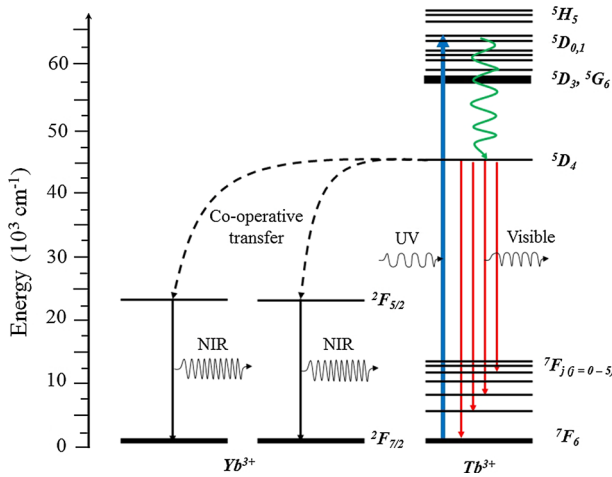 ⁵H₅
⁵D₀,₁
⁵D₃, ⁵G₆
⁵D₄
60
50
40
30
20
10
0
Energy (10³ cm⁻¹)
Co-operative
transfer
UV
Visible
²F₅/₂
NIR
NIR
⁷Fⱼ (j = 0 – 5,
²F₇/₂
⁷F₆
Yb³⁺
Tb³⁺